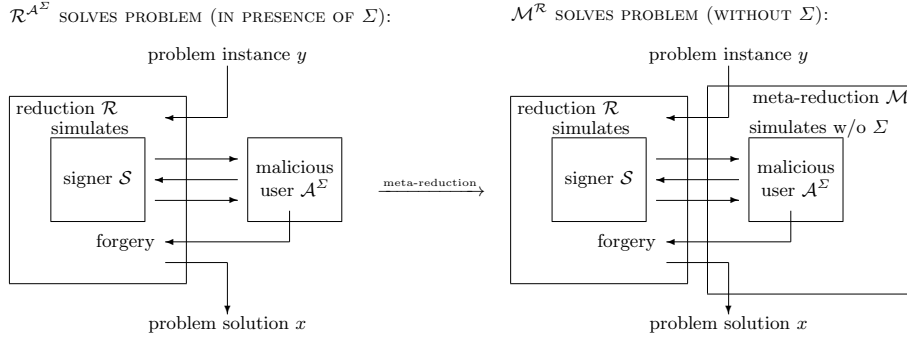 𝓡^{𝓐^Σ} SOLVES PROBLEM (IN PRESENCE OF Σ):
problem instance y
reduction 𝓡
simulates
signer 𝓢
malicious
user 𝓐^Σ
forgery
problem solution x
meta-reduction
𝓜^𝓡 SOLVES PROBLEM (WITHOUT Σ):
problem instance y
reduction 𝓡
meta-reduction 𝓜
simulates
simulates w/o Σ
signer 𝓢
malicious
user 𝓐^Σ
forgery
problem solution x